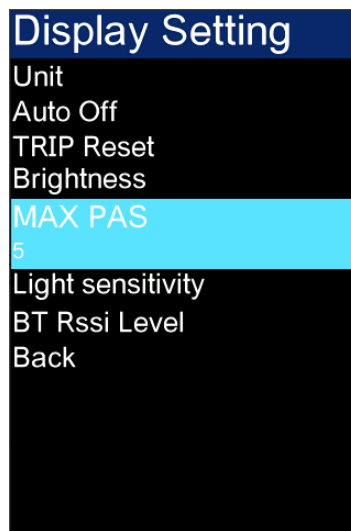 Display Setting
Unit
Auto Off
TRIP Reset
Brightness
MAX PAS
5
Light sensitivity
BT Rssi Level
Back